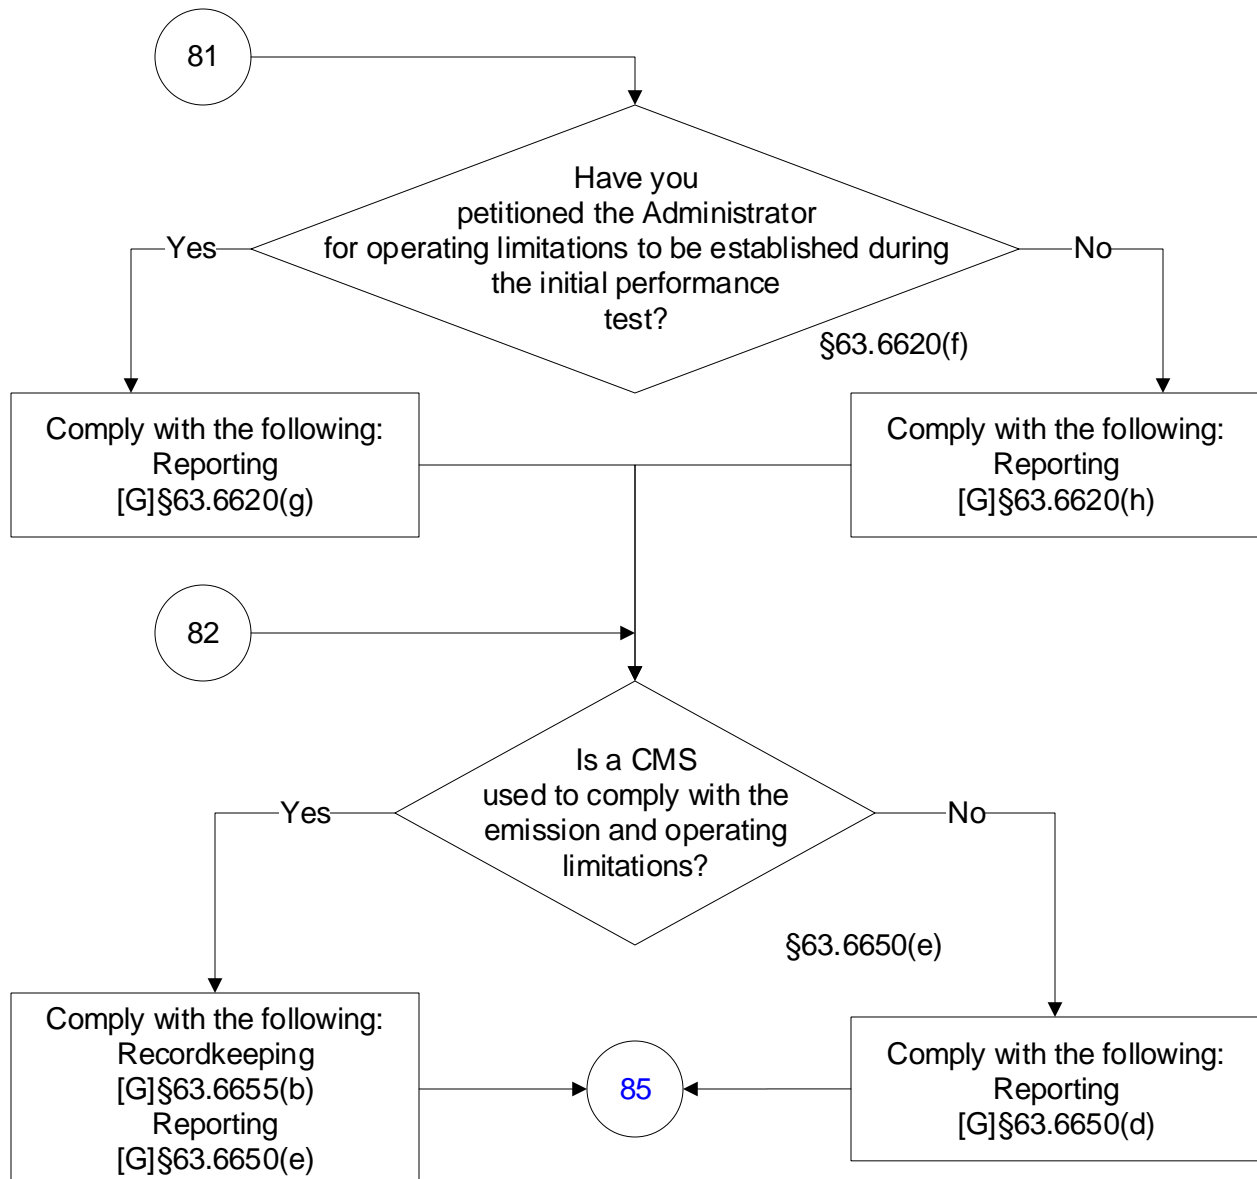 81
Have you
petitioned the Administrator
for operating limitations to be established during
the initial performance
test?
Yes
No
§63.6620(f)
Comply with the following:
Reporting
[G]§63.6620(g)
Comply with the following:
Reporting
[G]§63.6620(h)
82
Is a CMS
used to comply with the
emission and operating
limitations?
Yes
No
§63.6650(e)
Comply with the following:
Recordkeeping
[G]§63.6655(b)
Reporting
[G]§63.6650(e)
85
Comply with the following:
Reporting
[G]§63.6650(d)